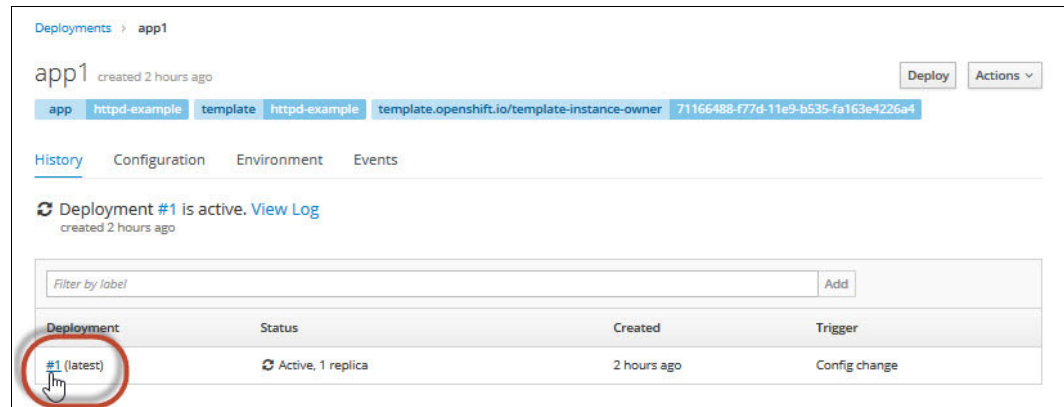 Deployments > app1
app1 created 2 hours ago Deploy Actions
app httpd-example template httpd-example template.openshift.io/template-instance-owner 71166488-f77d-11e9-b535-fa163e4226a4
History Configuration Environment Events
Deployment #1 is active. View Log
created 2 hours ago
Filter by label Add
Deployment Status Created Trigger
#1 (latest) Active, 1 replica 2 hours ago Config change